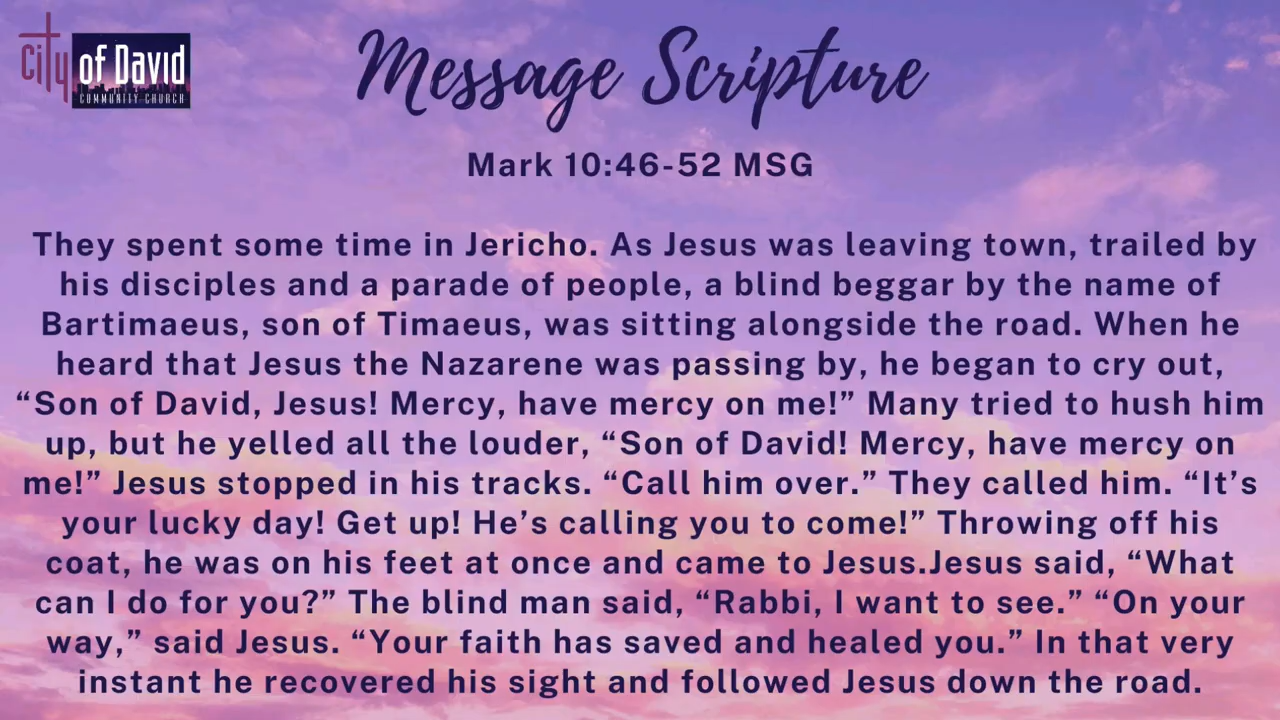 City of David
COMMUNITY CHURCH
Message Scripture
Mark 10:46-52 MSG
They spent some time in Jericho. As Jesus was leaving town, trailed by
his disciples and a parade of people, a blind beggar by the name of
Bartimaeus, son of Timaeus, was sitting alongside the road. When he
heard that Jesus the Nazarene was passing by, he began to cry out,
“Son of David, Jesus! Mercy, have mercy on me!” Many tried to hush him
up, but he yelled all the louder, “Son of David! Mercy, have mercy on
me!” Jesus stopped in his tracks. “Call him over.” They called him. “It’s
your lucky day! Get up! He’s calling you to come!” Throwing off his
coat, he was on his feet at once and came to Jesus.Jesus said, “What
can I do for you?” The blind man said, “Rabbi, I want to see.” “On your
way,” said Jesus. “Your faith has saved and healed you.” In that very
instant he recovered his sight and followed Jesus down the road.